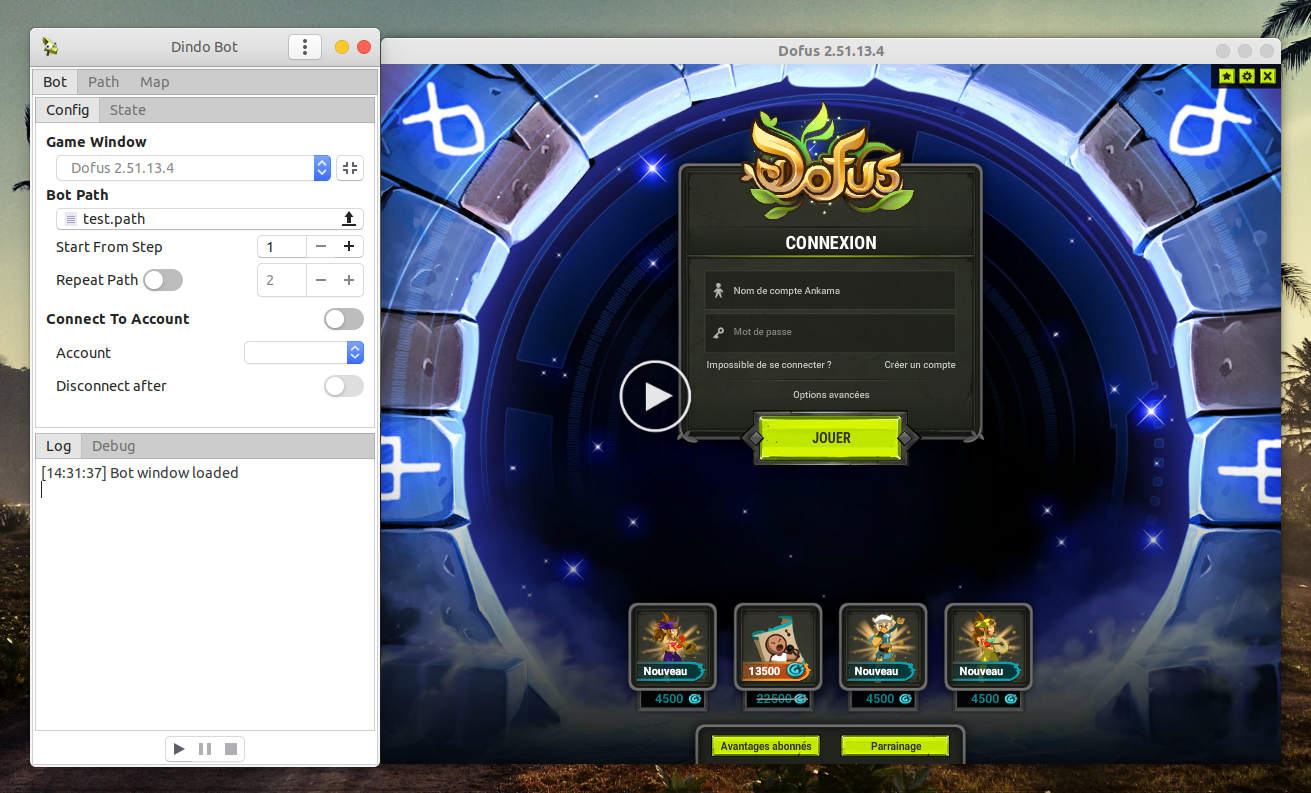 Dindo Bot
Bot Path Map
Config State
Game Window
Dofus 2.51.13.4
Bot Path
test.path
Start From Step 1
Repeat Path 2
Connect To Account
Account
Disconnect after
Log Debug
[14:31:37] Bot window loaded
Dofus 2.51.13.4
DOFUS
CONNEXION
Nom de compte Ankama
Mot de passe
Impossible de se connecter ? Créer un compte
Options avancées
JOUER
Nouveau 13500 Nouveau Nouveau
4500 22500 4500 4500
Avantages abonnés Parrainage